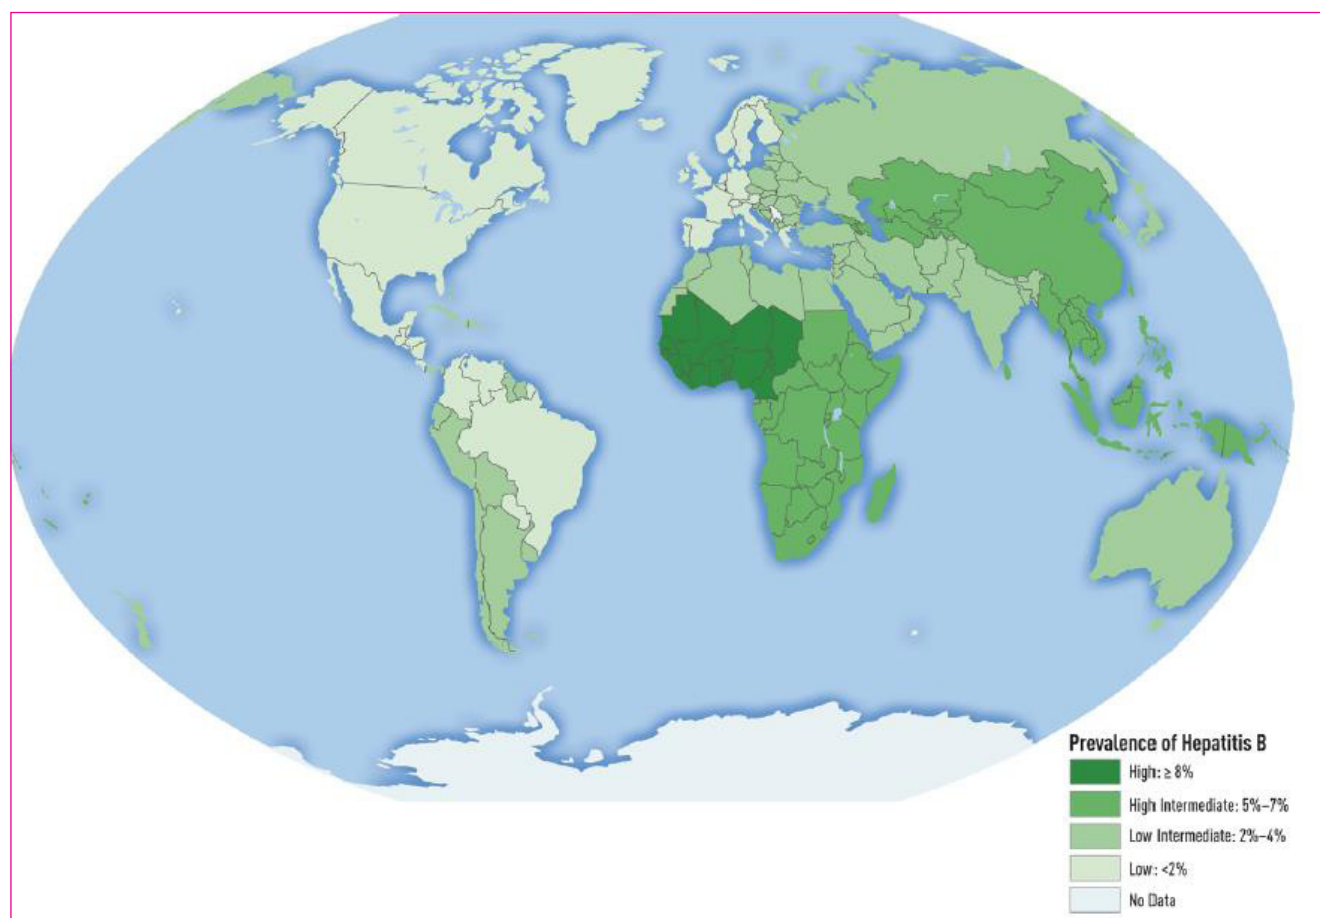 Prevalence of Hepatitis B
High: ≥ 8%
High Intermediate: 5%–7%
Low Intermediate: 2%–4%
Low: <2%
No Data